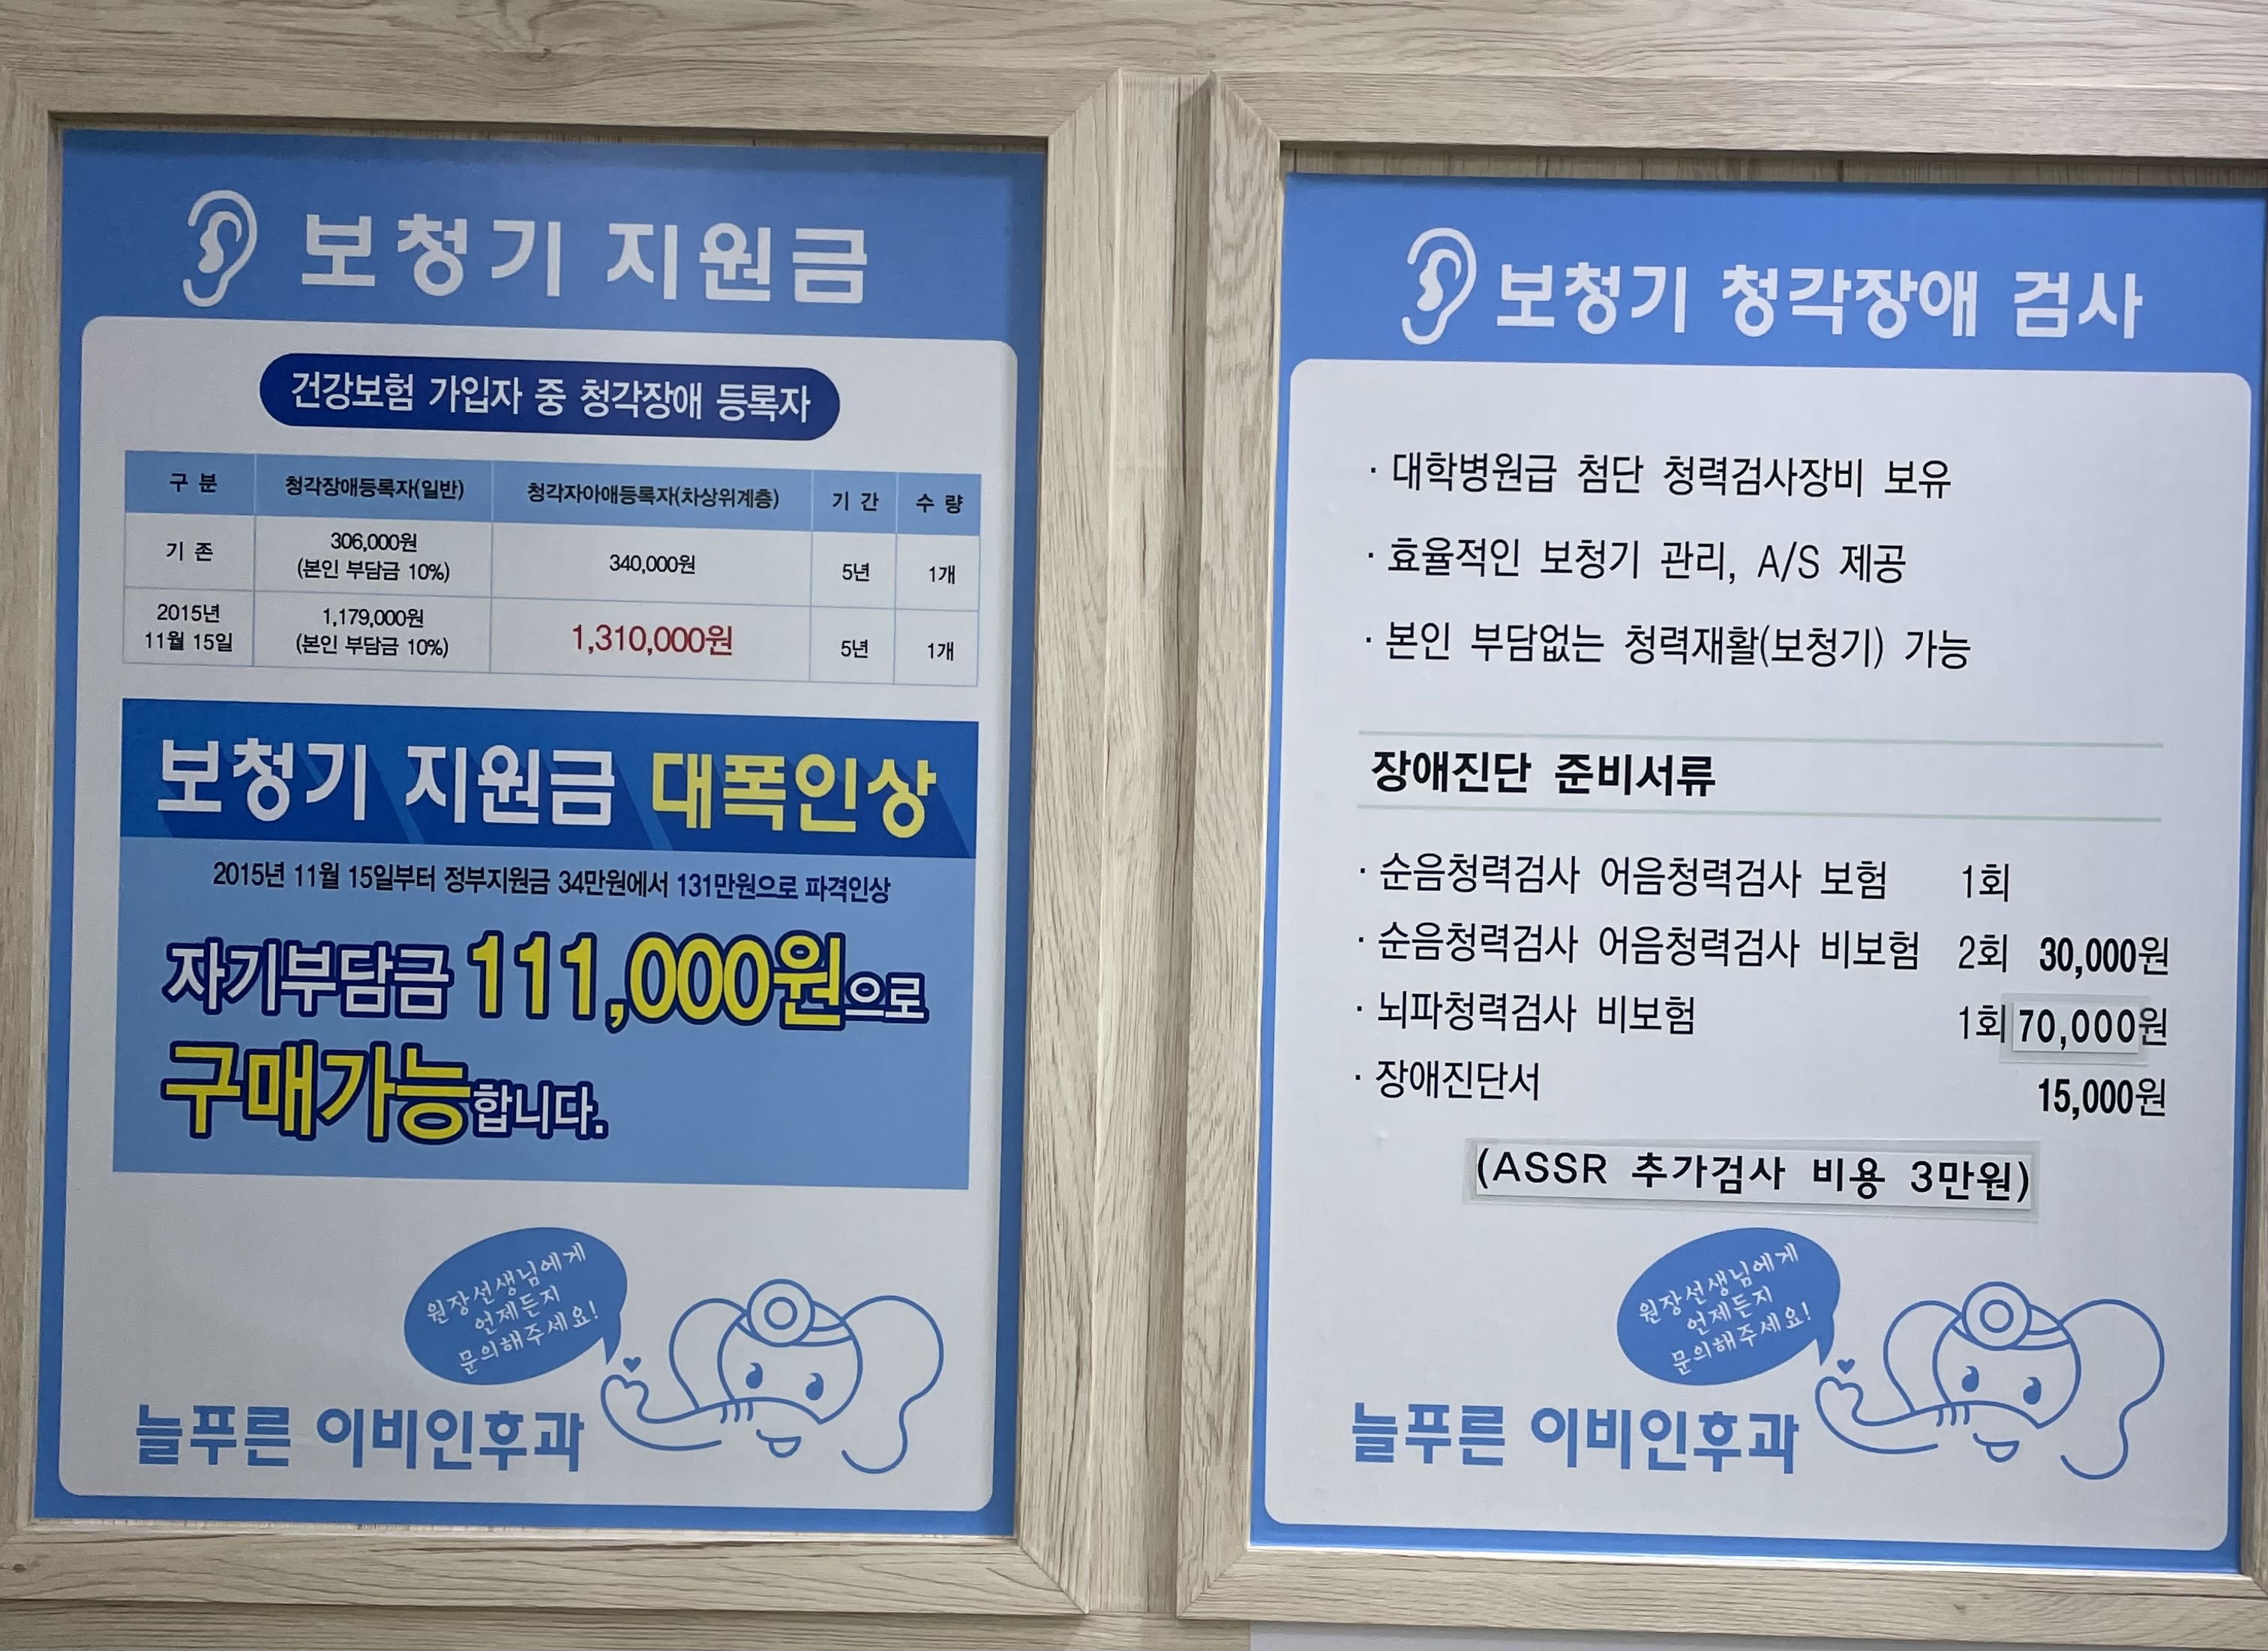 보청기 지원금
건강보험 가입자 중 청각장애 등록자
구 분 청각장애등록자(일반) 청각자아애등록자(차상위계층) 기 간 수 량
기 존 306,000원 (본인 부담금 10%) 340,000원 5년 1개
2015년 11월 15일 1,179,000원 (본인 부담금 10%) 1,310,000원 5년 1개
보청기 지원금 대폭인상
2015년 11월 15일부터 정부지원금 34만원에서 131만원으로 파격인상
자기부담금 111,000원으로
구매가능합니다.
원장선생님에게
언제든지
문의해주세요!
늘푸른 이비인후과
보청기 청각장애 검사
· 대학병원급 첨단 청력검사장비 보유
· 효율적인 보청기 관리, A/S 제공
· 본인 부담없는 청력재활(보청기) 가능
장애진단 준비서류
· 순음청력검사 어음청력검사 보험 1회
· 순음청력검사 어음청력검사 비보험 2회 30,000원
· 뇌파청력검사 비보험 1회 70,000원
· 장애진단서 15,000원
(ASSR 추가검사 비용 3만원)
원장선생님에게
언제든지
문의해주세요!
늘푸른 이비인후과